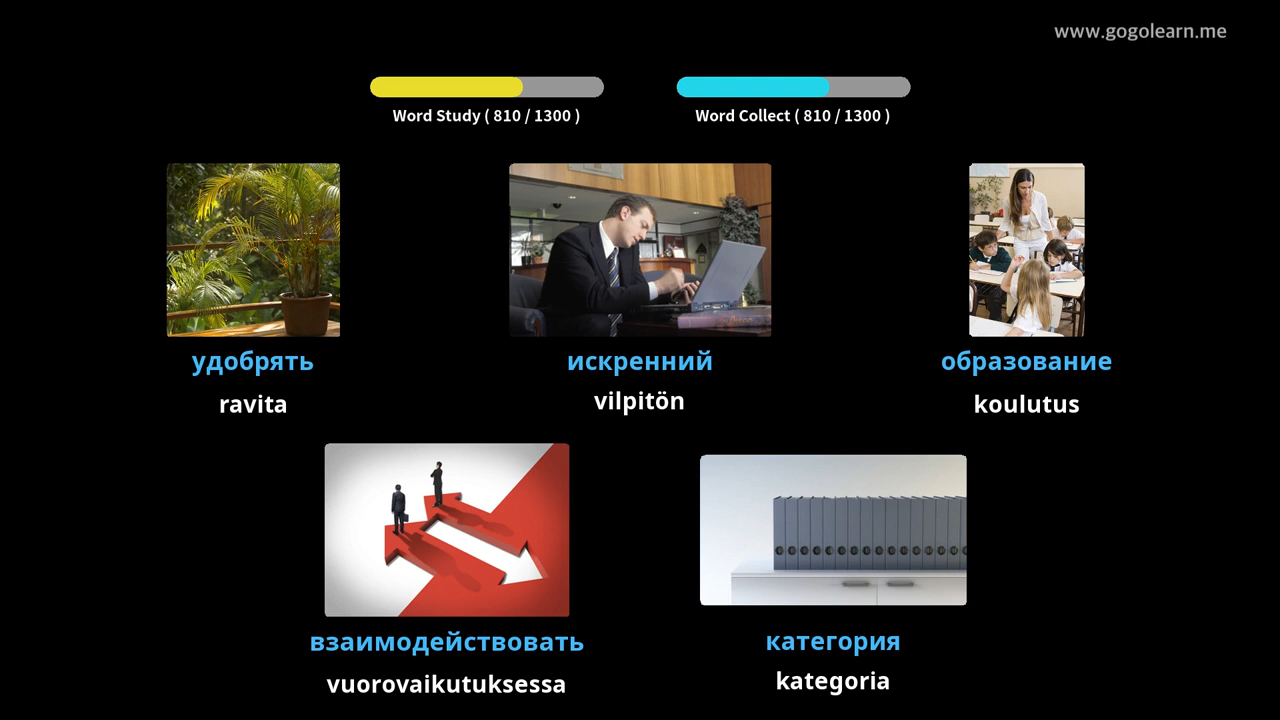 www.gogolearn.me
Word Study ( 810 / 1300 )
Word Collect ( 810 / 1300 )
удобрять
ravita
искренний
vilpitön
образование
koulutus
взаимодействовать
vuorovaikutuksessa
категория
kategoria